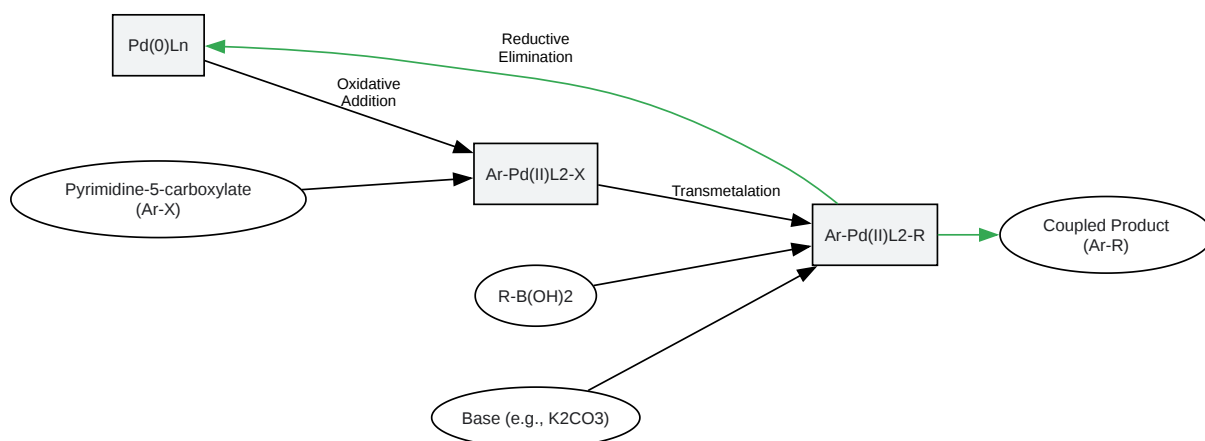 Pd(0)Ln
Reductive
Elimination
Oxidative
Addition
Pyrimidine-5-carboxylate
(Ar-X)
Ar-Pd(II)L2-X
Transmetalation
Ar-Pd(II)L2-R
Coupled Product
(Ar-R)
R-B(OH)2
Base (e.g., K2CO3)